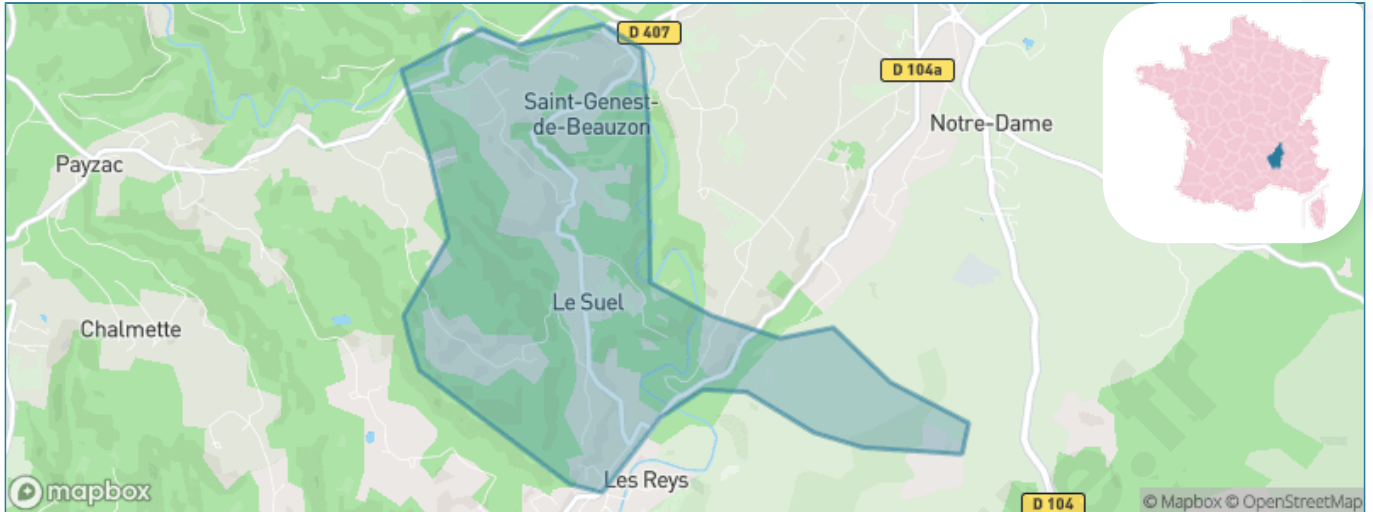 D 407
D 104a
Saint-Genest-
de-Beauzon
Notre-Dame
Payzac
Le Suel
Chalmette
Les Reys
mapbox
D 104
© Mapbox © OpenStreetMap